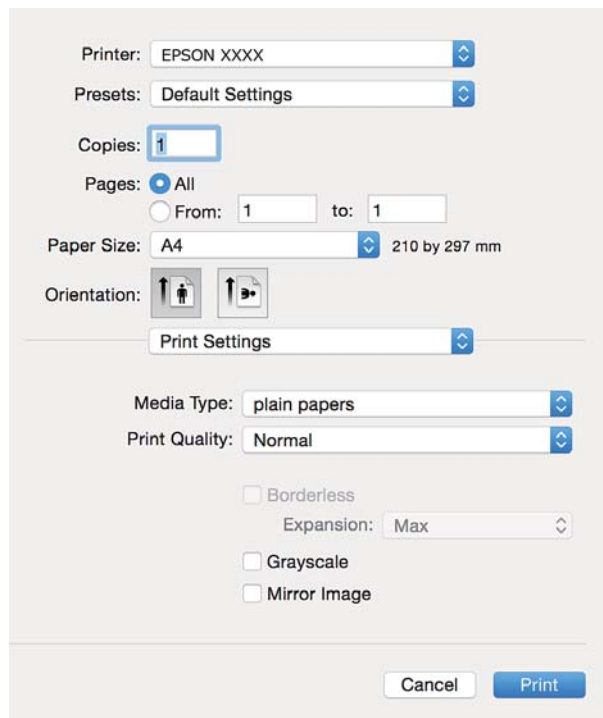 Printer: EPSON XXXX
Presets: Default Settings
Copies: 1
Pages: All
From: 1 to: 1
Paper Size: A4 210 by 297 mm
Orientation:
Print Settings
Media Type: plain papers
Print Quality: Normal
Borderless
Expansion: Max
Grayscale
Mirror Image
Cancel Print